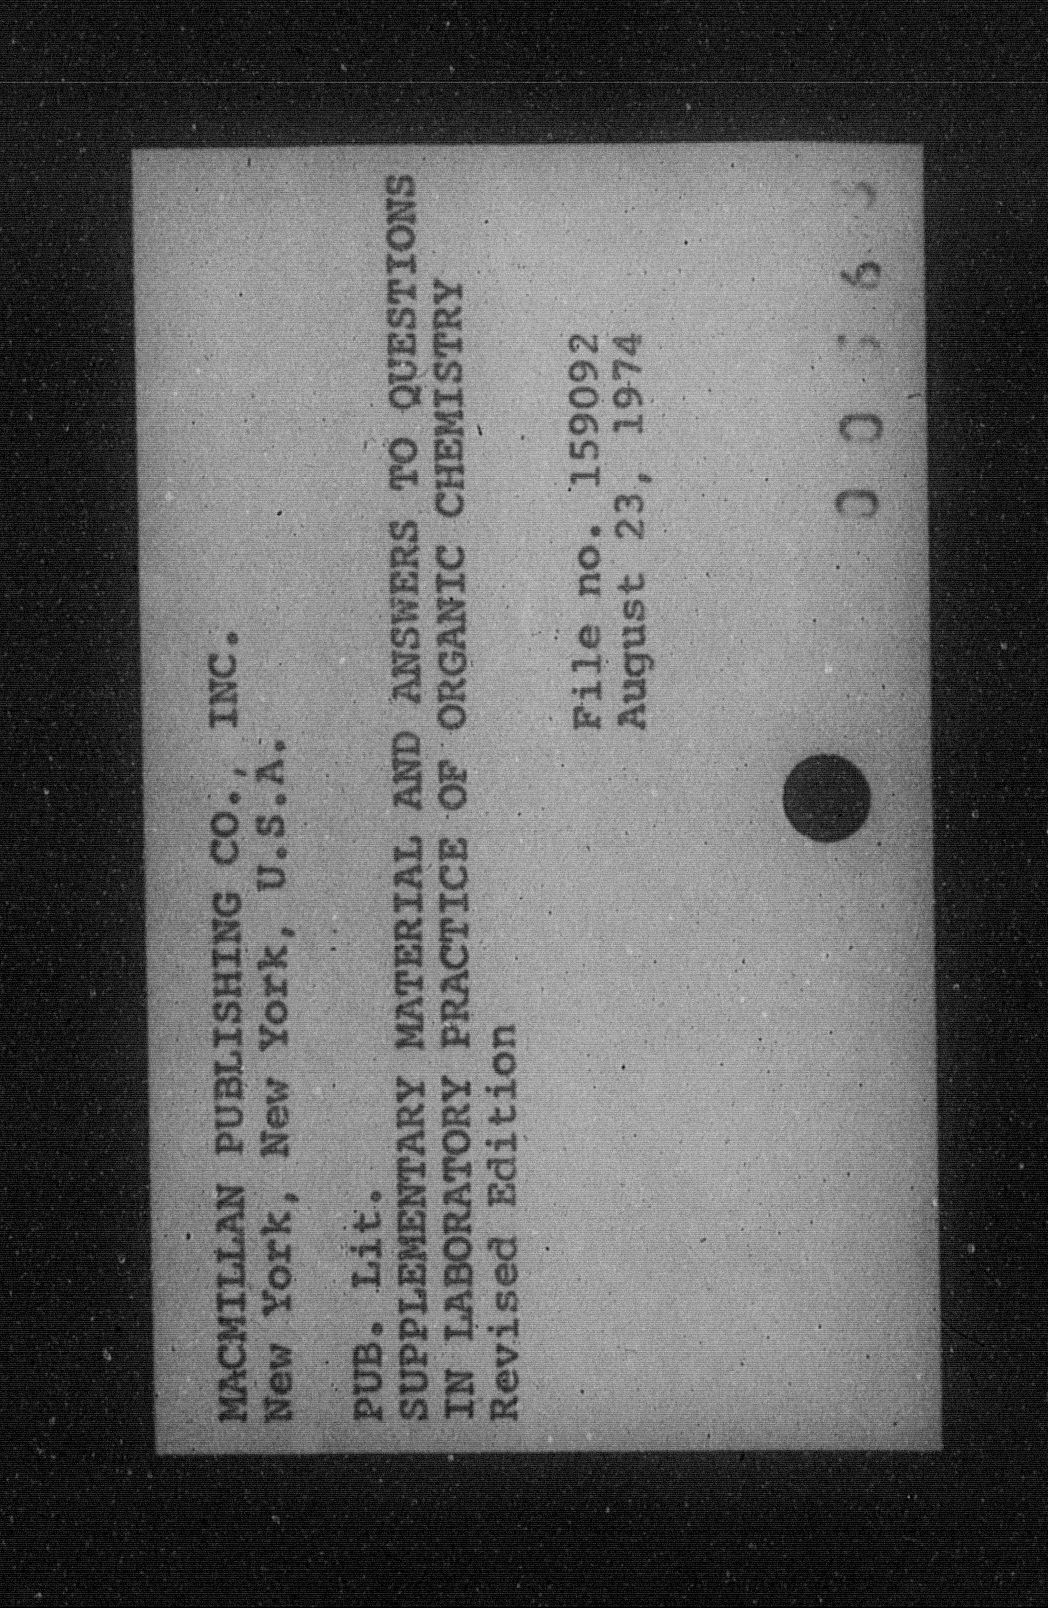 MACMILLAN PUBLISHING CO., INC.
New York, New York, U.S.A.
PUB. Lit.
SUPPLEMENTARY MATERIAL AND ANSWERS TO QUESTIONS
IN LABORATORY PRACTICE OF ORGANIC CHEMISTRY
Revised Edition
File no. 159092
August 23, 1974